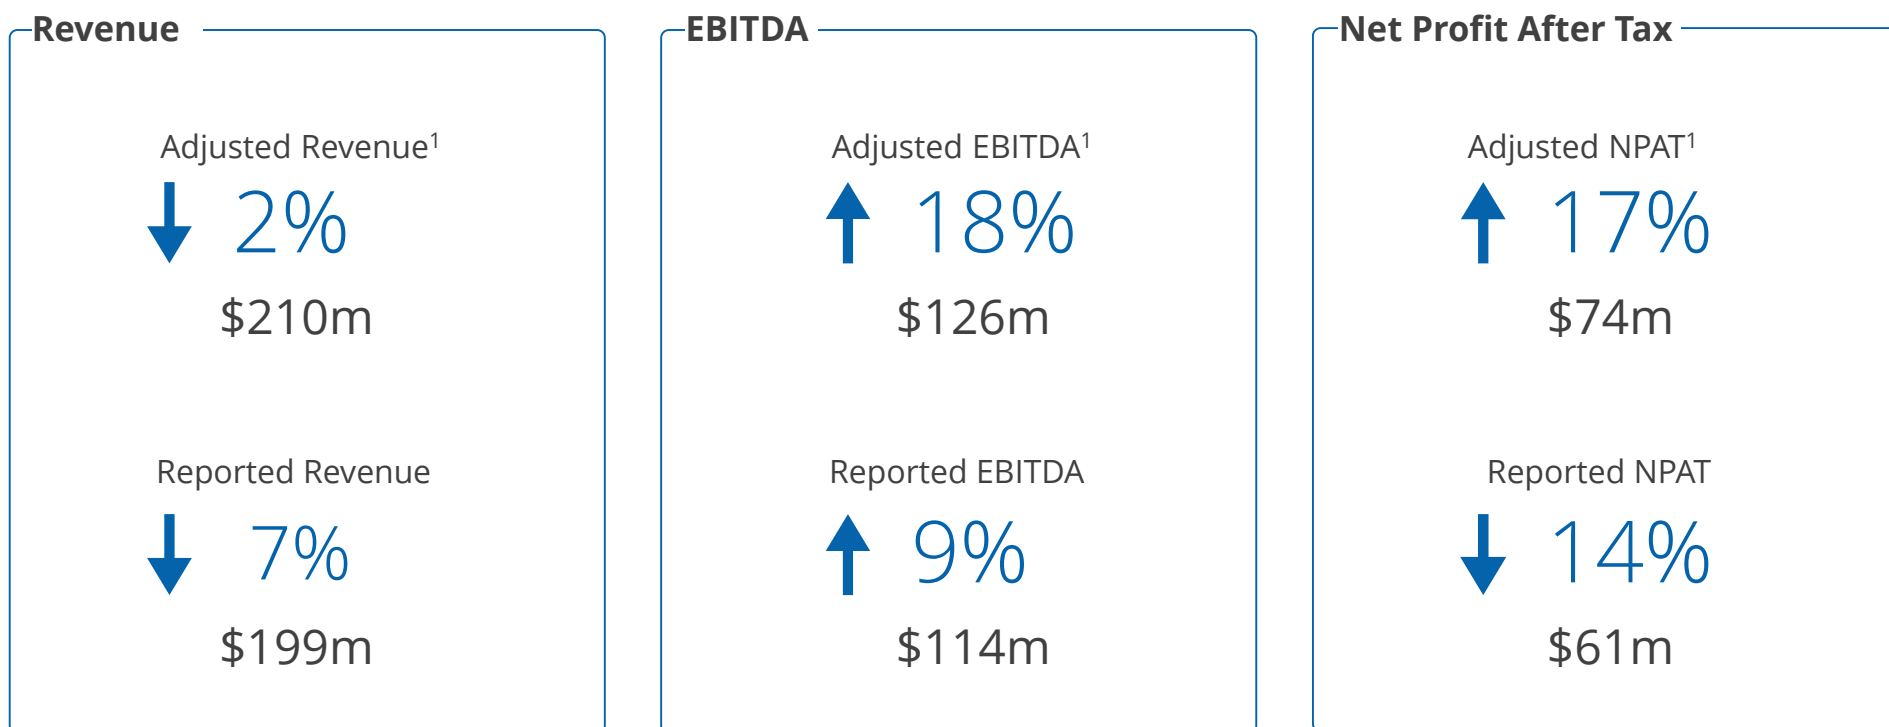 Revenue
Adjusted Revenue¹
2%
$210m
Reported Revenue
7%
$199m
EBITDA
Adjusted EBITDA¹
18%
$126m
Reported EBITDA
9%
$114m
Net Profit After Tax
Adjusted NPAT¹
17%
$74m
Reported NPAT
14%
$61m